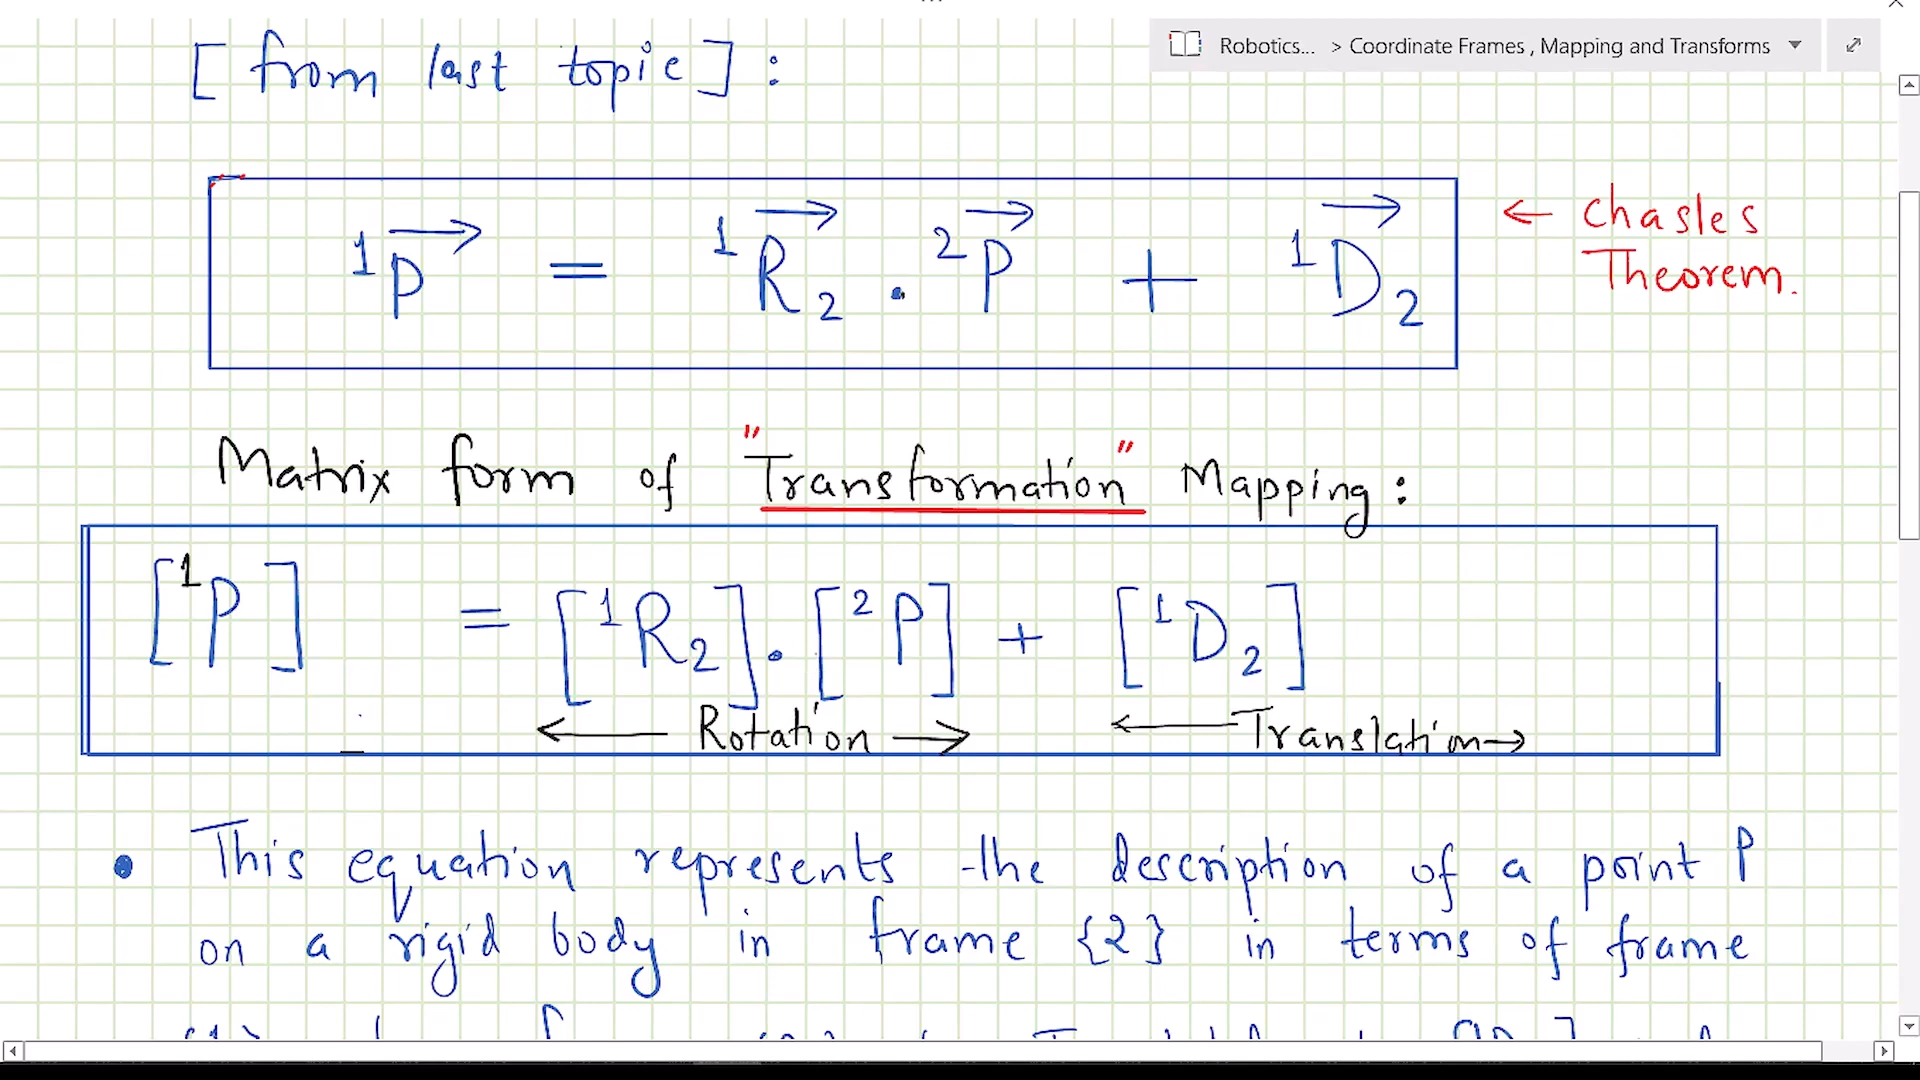 [ from last topic ] :
Robotics... > Coordinate Frames , Mapping and Transforms
¹P = ¹R₂ . ²P + ¹D₂
← Chasles
Theorem.
Matrix form of "Transformation" Mapping :
[¹P] = [¹R₂] . [²P] + [¹D₂]
← Rotation → ← Translation →
• This equation represents the description of a point P
on a rigid body in frame {2} in terms of frame